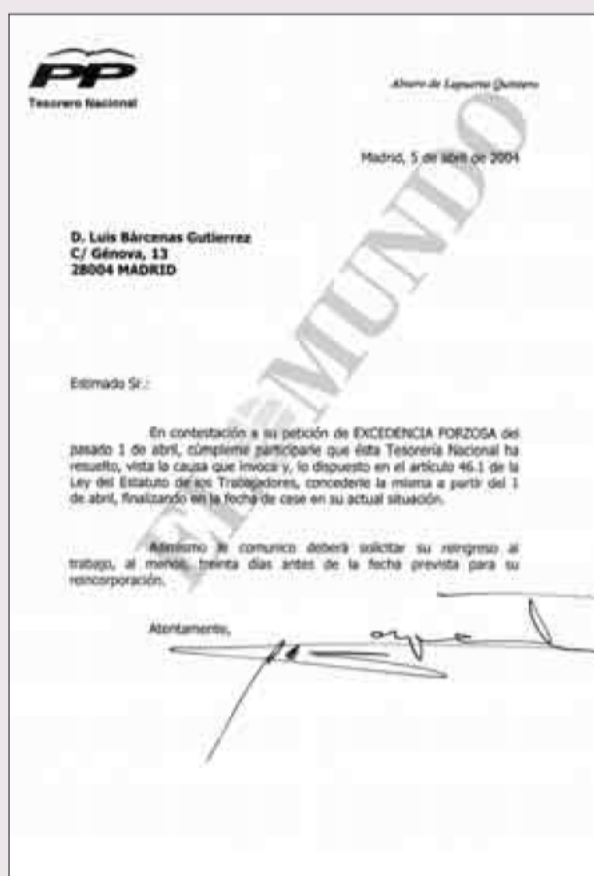 PP
Tesorero Nacional
Alvaro de Lapuerta Quintero
Madrid, 5 de abril de 2004
D. Luis Bárcenas Gutierrez
C/ Génova, 13
28004 MADRID
Estimado Sr.:
En contestación a su petición de EXCEDENCIA FORZOSA del
pasado 1 de abril, cúmpleme participarle que ésta Tesorería Nacional ha
resuelto, vista la causa que invoca y, lo dispuesto en el artículo 46.1 de la
Ley del Estatuto de los Trabajadores, concederle la misma a partir del 1
de abril, finalizando en la fecha de cese en su actual situación.
Asimismo le comunico deberá solicitar su reingreso al
trabajo, al menos, treinta días antes de la fecha prevista para su
reincorporación.
Atentamente,
EL MUNDO